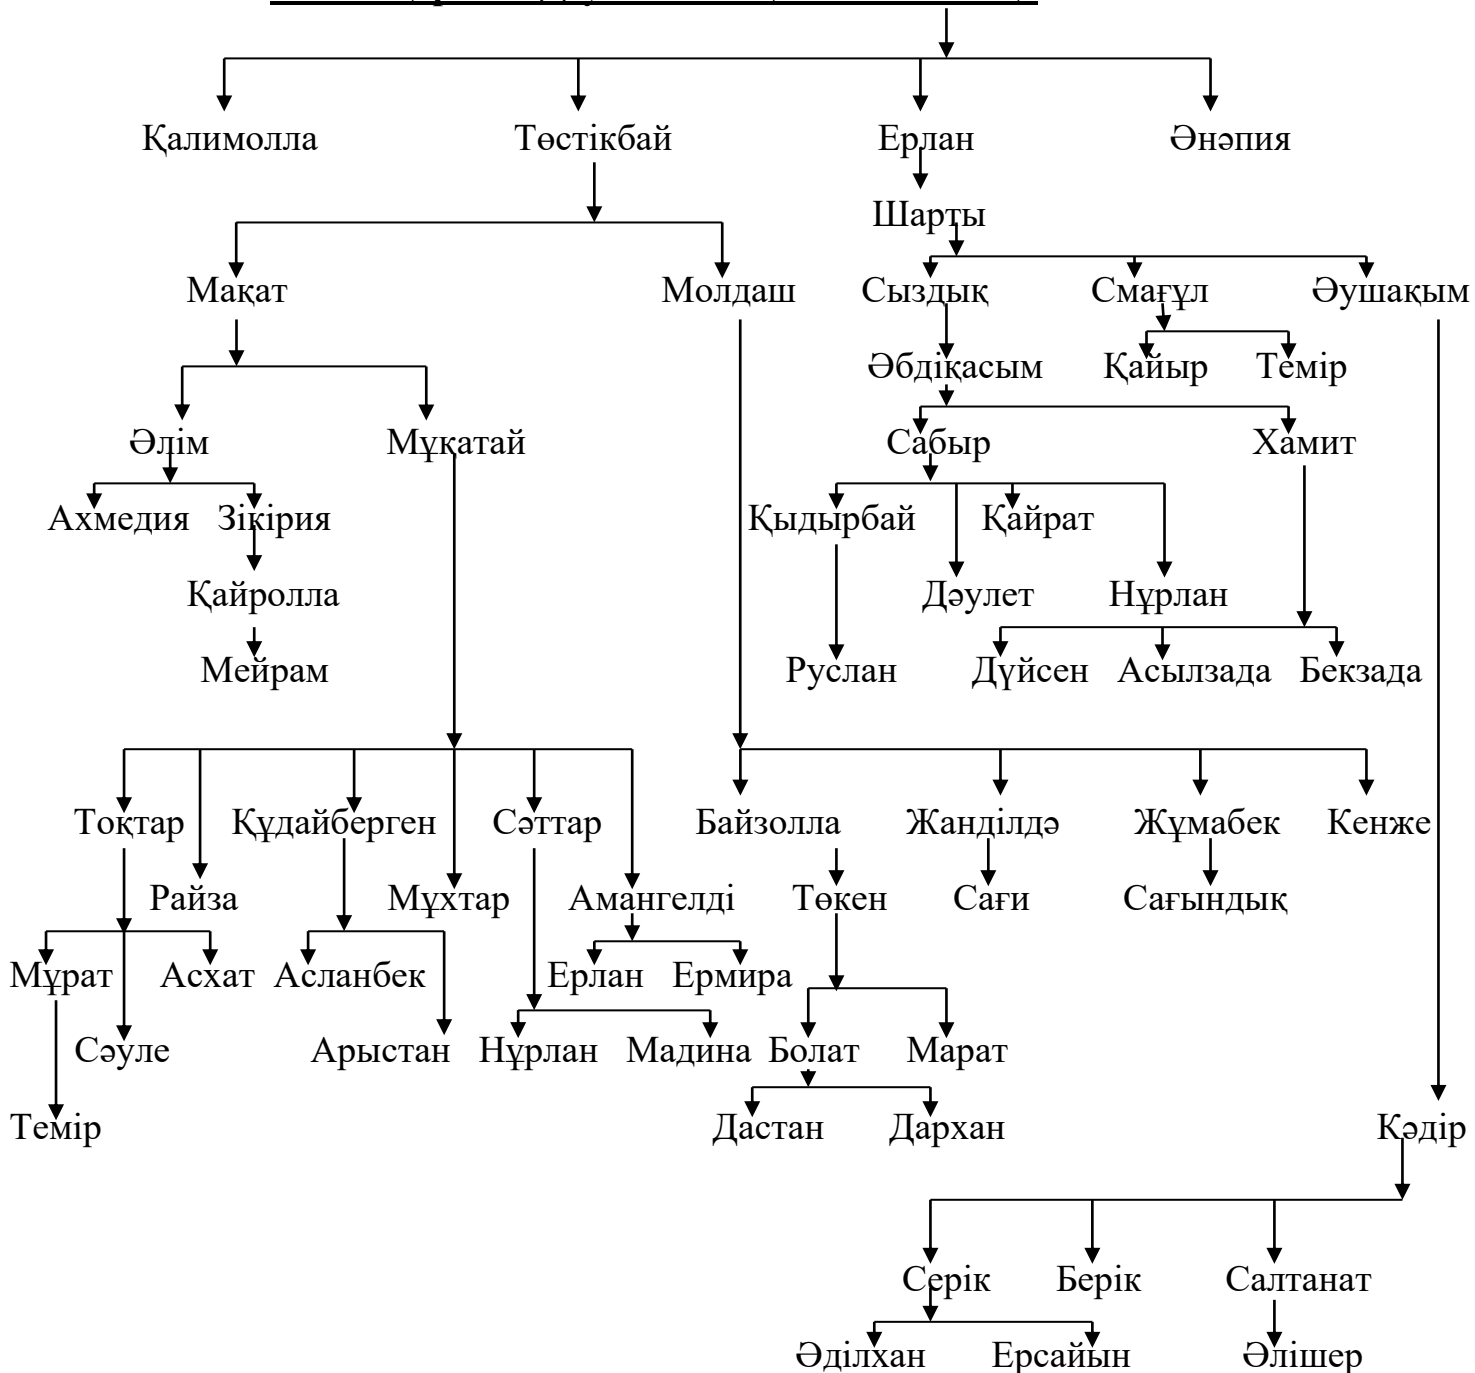 Қалимолла Төстікбай Ерлан Әнәпия
Шарты
Мақат Молдаш Сыздық Смағұл Әушақым
Әбдіқасым Қайыр Темір
Әлім Мұқатай Сабыр Хамит
Ахмедия Зікірия Қыдырбай Қайрат
Қайролла Дәулет Нұрлан
Мейрам Руслан Дүйсен Асылзада Бекзада
Тоқтар Құдайберген Сәттар Байзолла Жанділдә Жұмабек Кенже
Райза Мұхтар Амангелді Төкен Саги Сағындық
Мұрат Асхат Асланбек Ерлан Ермира
Сәуле Арыстан Нұрлан Мадина Болат Марат
Темір Дастан Дархан Қәдір
Серік Берік Салтанат
Әділхан Ерсайын Әлішер